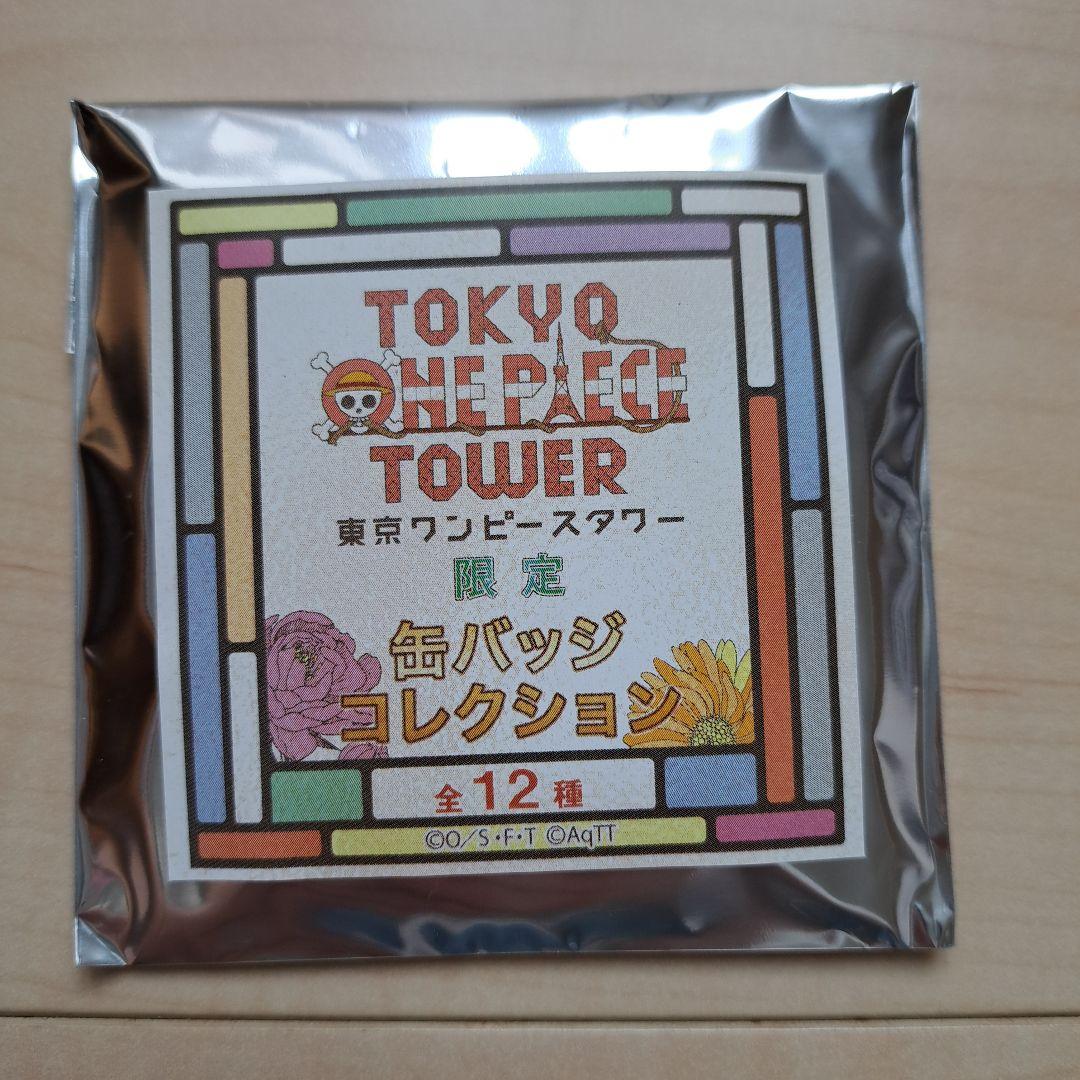 TOKYO
ONE PIECE
TOWER
東京ワンピースタワー
限定
缶バッジ
コレクション
全12種
©O/S・F・T ©AqTT